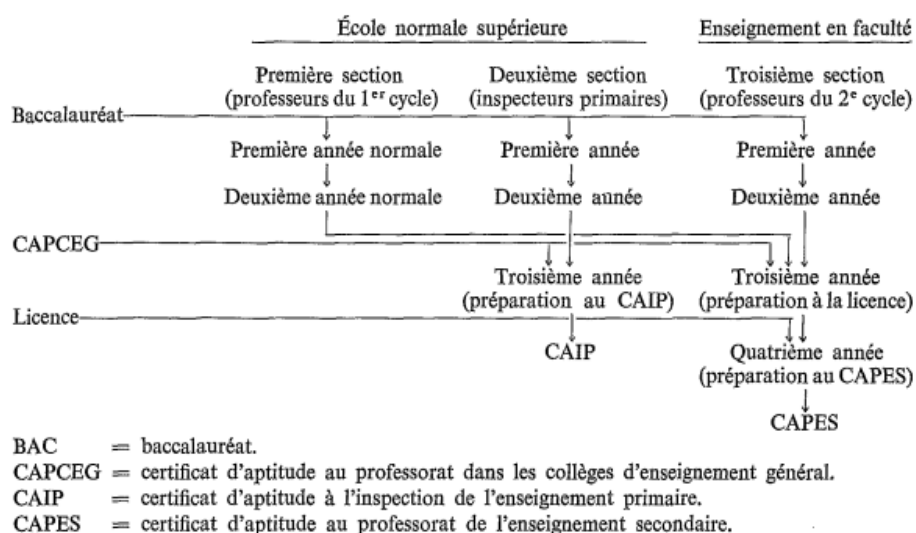 École normale supérieure Enseignement en faculté
Première section Deuxième section Troisième section
(professeurs du 1er cycle) (inspecteurs primaires) (professeurs du 2e cycle)
Baccalauréat
Première année normale Première année Première année
Deuxième année normale Deuxième année Deuxième année
CAPCEG
Troisième année Troisième année
(préparation au CAIP) (préparation à la licence)
Licence
CAIP Quatrième année
(préparation au CAPES)
CAPES
BAC = baccalauréat.
CAPCEG = certificat d'aptitude au professorat dans les collèges d'enseignement général.
CAIP = certificat d'aptitude à l'inspection de l'enseignement primaire.
CAPES = certificat d'aptitude au professorat de l'enseignement secondaire.